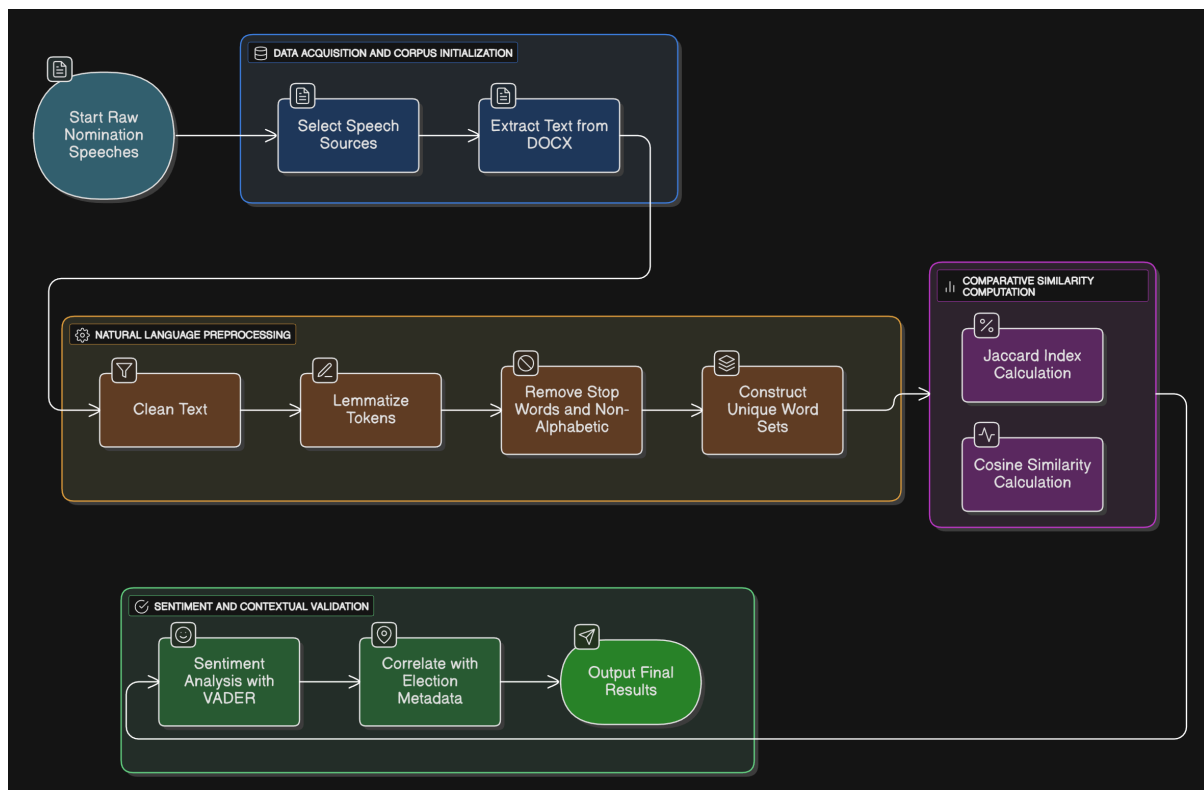 DATA ACQUISITION AND CORPUS INITIALIZATION
Start Raw
Nomination
Speeches
Select Speech
Sources
Extract Text from
DOCX
NATURAL LANGUAGE PREPROCESSING
Clean Text
Lemmatize
Tokens
Remove Stop
Words and Non-
Alphabetic
Construct
Unique Word
Sets
COMPARATIVE SIMILARITY
COMPUTATION
Jaccard Index
Calculation
Cosine Similarity
Calculation
SENTIMENT AND CONTEXTUAL VALIDATION
Sentiment
Analysis with
VADER
Correlate with
Election
Metadata
Output Final
Results